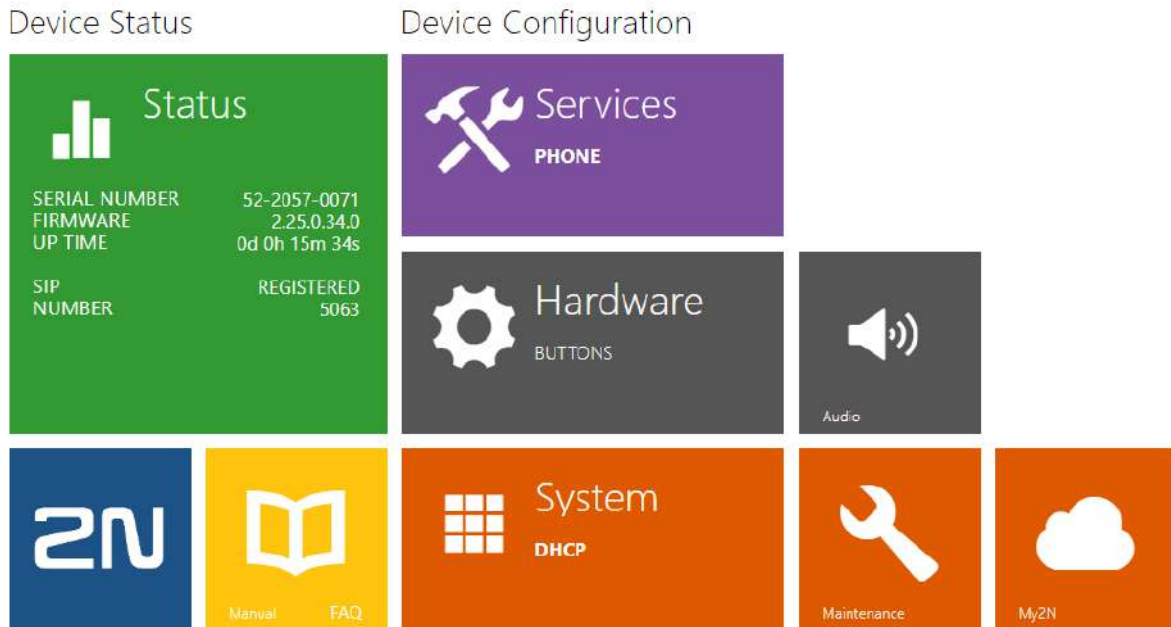 Device Status
Device Configuration
Status
SERIAL NUMBER 52-2057-0071
FIRMWARE 2.25.0.34.0
UP TIME 0d 0h 15m 34s
SIP REGISTERED
NUMBER 5063
Services
PHONE
Hardware
BUTTONS
Audio
2N
Manual FAQ
System
DHCP
Maintenance
My2N